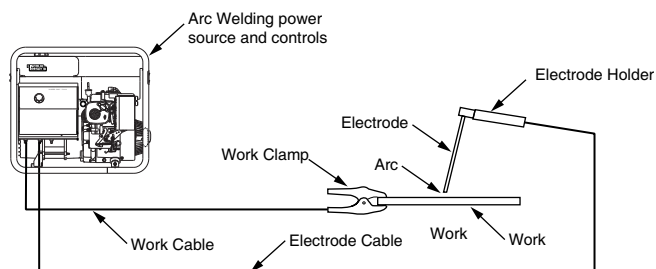 Arc Welding power
source and controls
Electrode Holder
Electrode
Work Clamp
Arc
Work Cable
Electrode Cable
Work
Work